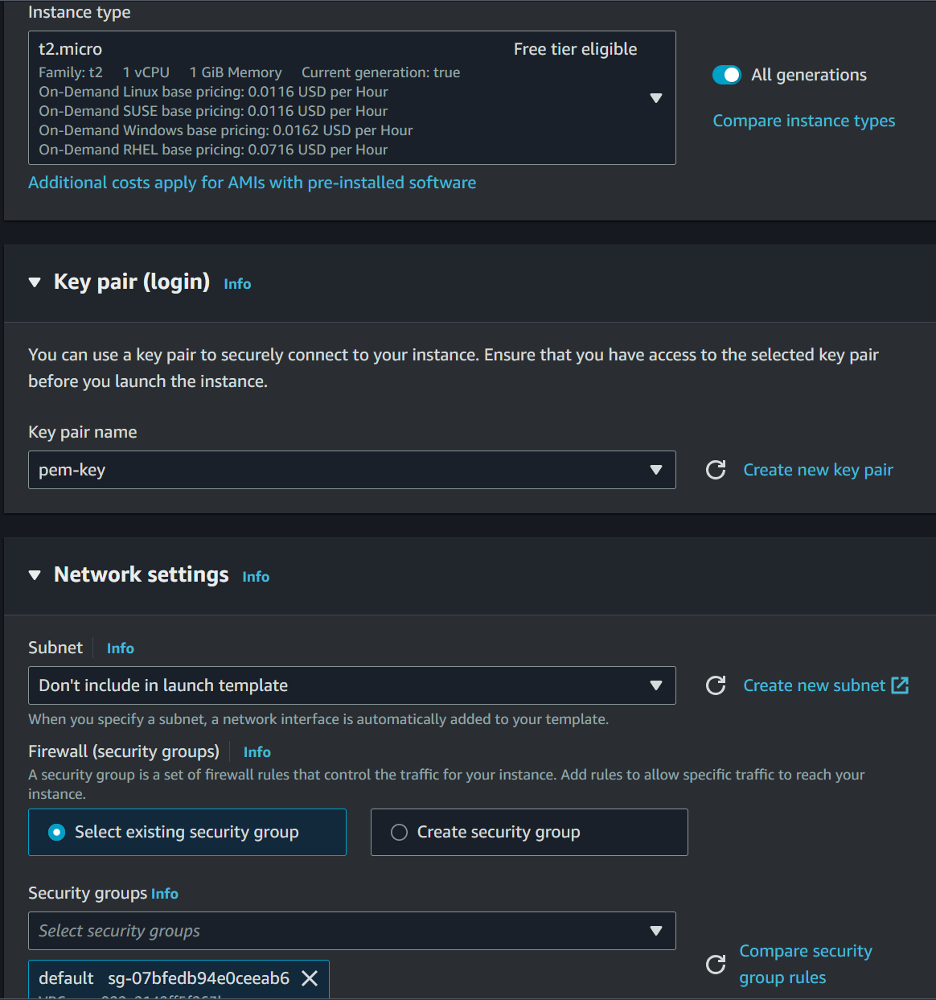 Instance type
t2.micro Free tier eligible
Family: t2 1 vCPU 1 GiB Memory Current generation: true
On-Demand Linux base pricing: 0.0116 USD per Hour
On-Demand SUSE base pricing: 0.0116 USD per Hour
On-Demand Windows base pricing: 0.0162 USD per Hour
On-Demand RHEL base pricing: 0.0716 USD per Hour
All generations
Compare instance types
Additional costs apply for AMIs with pre-installed software
Key pair (login) Info
You can use a key pair to securely connect to your instance. Ensure that you have access to the selected key pair
before you launch the instance.
Key pair name
pem-key
Create new key pair
Network settings Info
Subnet Info
Don't include in launch template
Create new subnet
When you specify a subnet, a network interface is automatically added to your template.
Firewall (security groups) Info
A security group is a set of firewall rules that control the traffic for your instance. Add rules to allow specific traffic to reach your
instance.
Select existing security group
Create security group
Security groups Info
Select security groups
Compare security
group rules
default sg-07bfedb94e0ceeab6